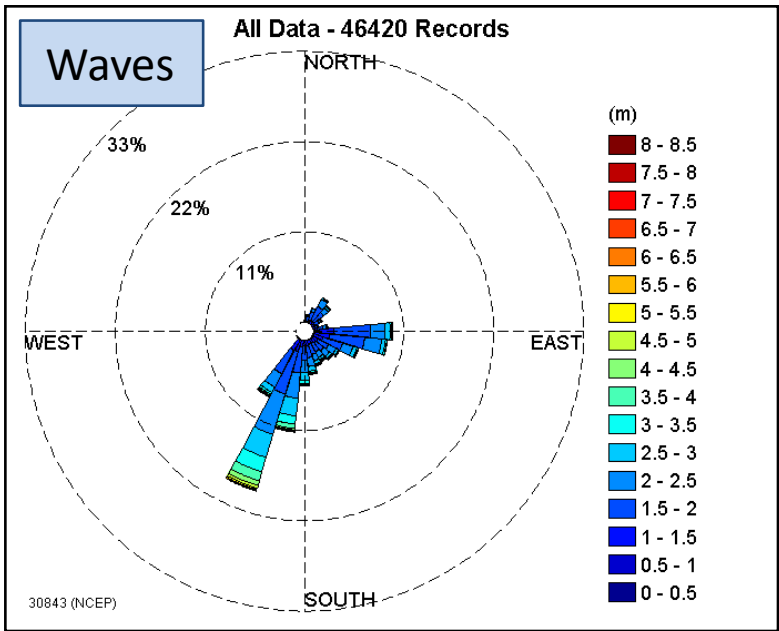 All Data - 46420 Records
Waves
NORTH
33%
22%
11%
WEST
EAST
SOUTH
(m)
8 - 8.5
7.5 - 8
7 - 7.5
6.5 - 7
6 - 6.5
5.5 - 6
5 - 5.5
4.5 - 5
4 - 4.5
3.5 - 4
3 - 3.5
2.5 - 3
2 - 2.5
1.5 - 2
1 - 1.5
0.5 - 1
0 - 0.5
30843 (NCEP)